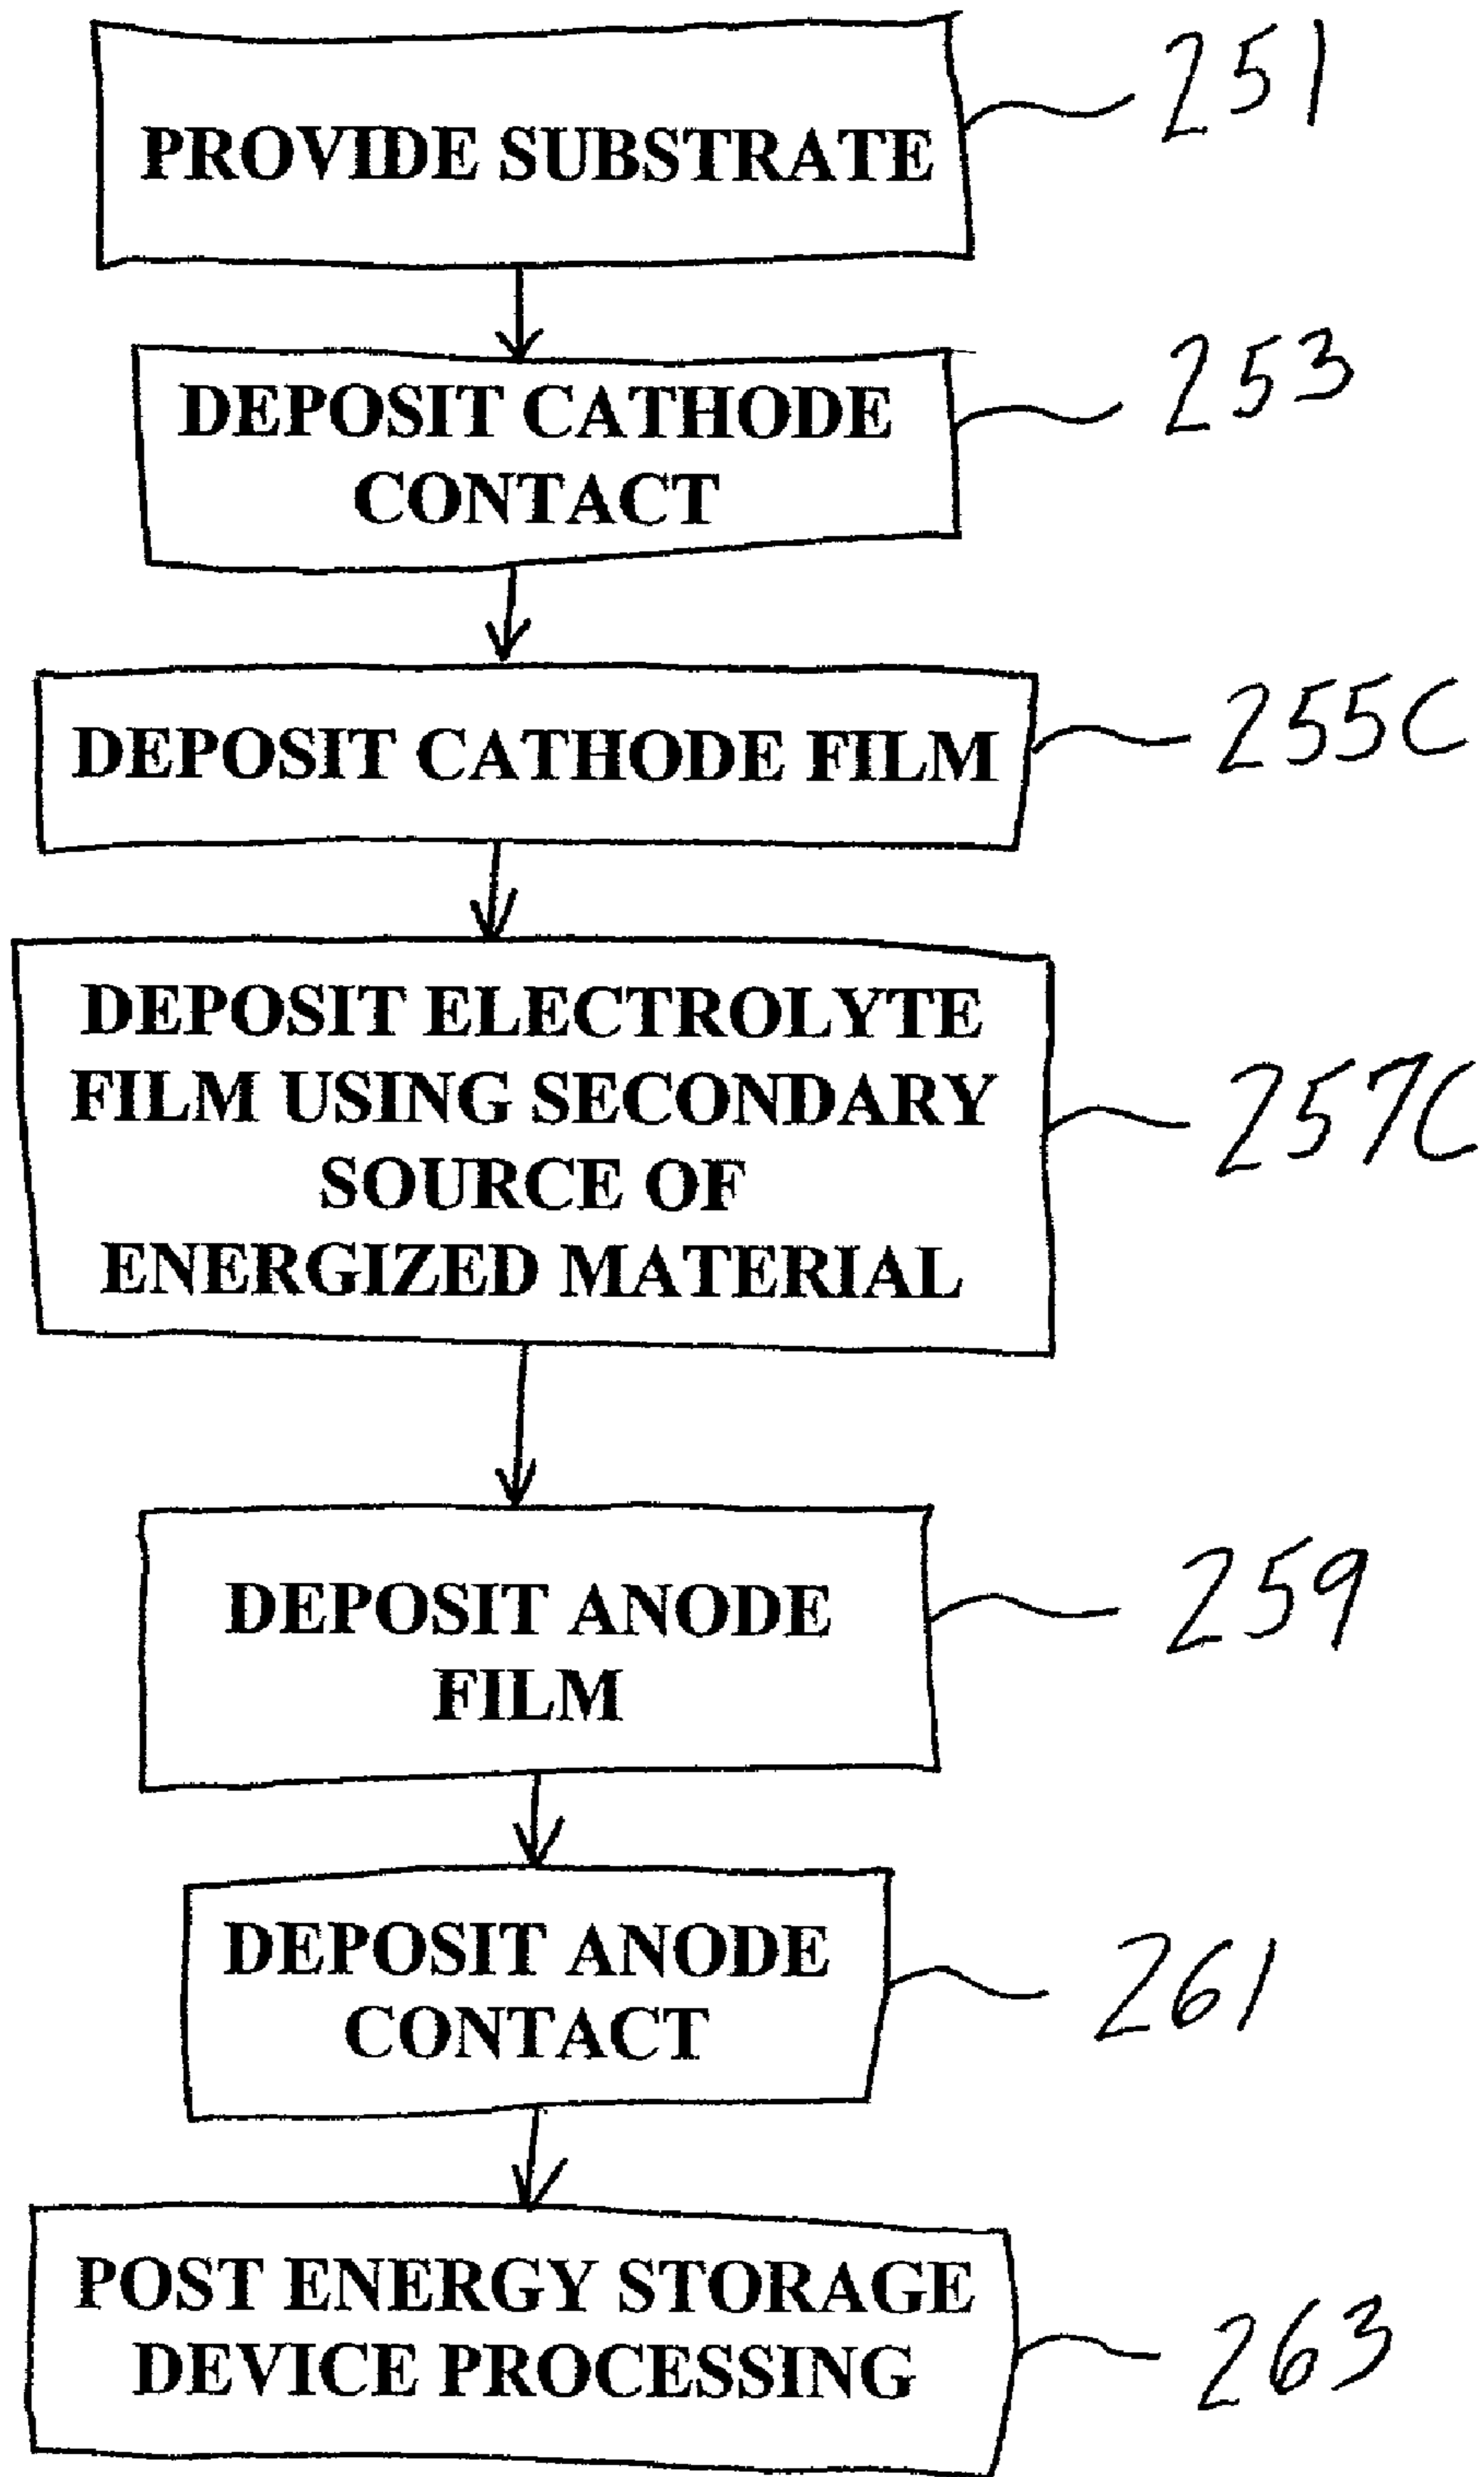 PROVIDE SUBSTRATE
251
DEPOSIT CATHODE
CONTACT
253
DEPOSIT CATHODE FILM
255C
DEPOSIT ELECTROLYTE
FILM USING SECONDARY
SOURCE OF
ENERGIZED MATERIAL
257C
DEPOSIT ANODE
FILM
259
DEPOSIT ANODE
CONTACT
261
POST ENERGY STORAGE
DEVICE PROCESSING
263